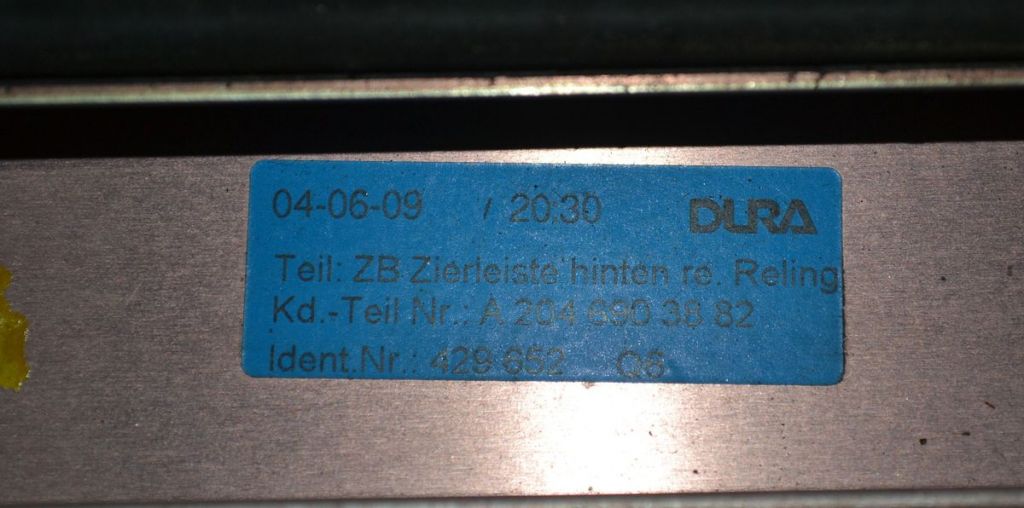 04-06-09 / 20:30 DURA
Teil: ZB Zierleiste hinten re. Reling
Kd.-Teil Nr.: A 204 690 38 82
Ident.Nr.: 429 652 Q6